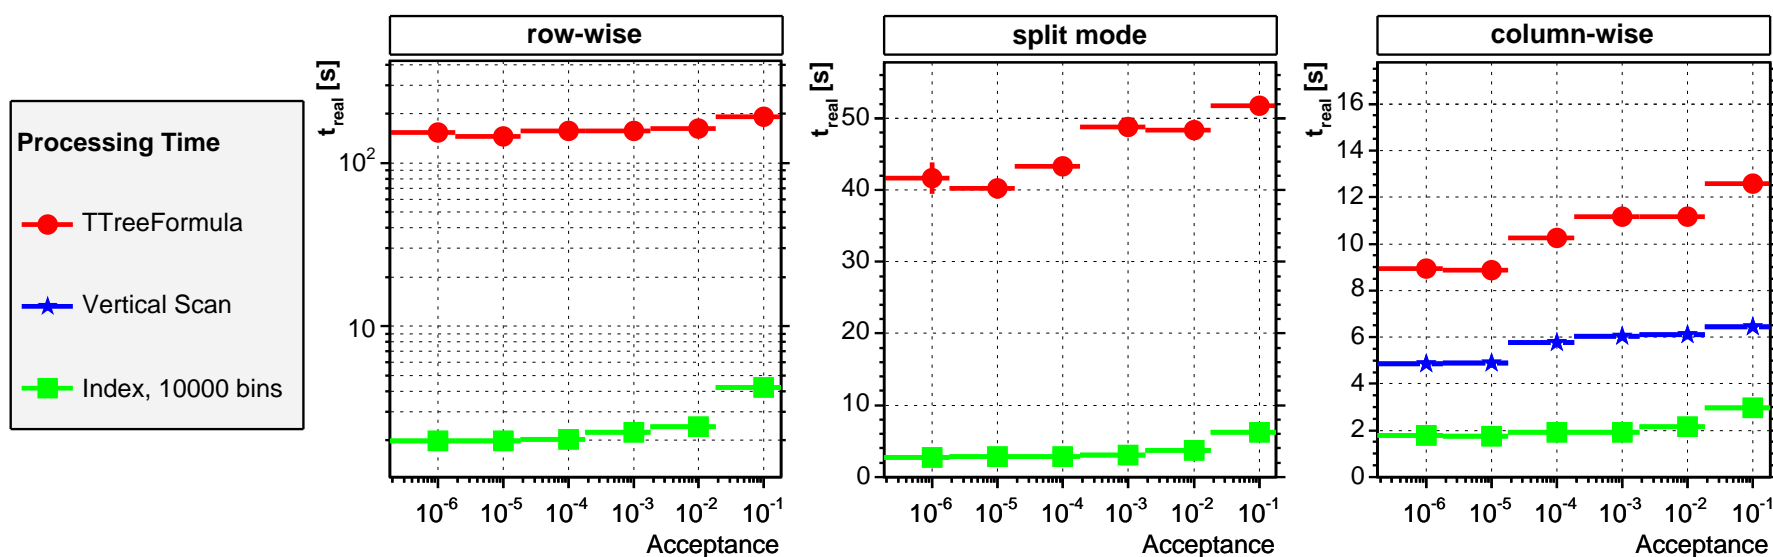 Processing Time
TTreeFormula
Vertical Scan
Index, 10000 bins
row-wise
t_real [s]
10^2
10
10^-6 10^-5 10^-4 10^-3 10^-2 10^-1
Acceptance
split mode
t_real [s]
50
40
30
20
10
0
10^-6 10^-5 10^-4 10^-3 10^-2 10^-1
Acceptance
column-wise
t_real [s]
16
14
12
10
8
6
4
2
0
10^-6 10^-5 10^-4 10^-3 10^-2 10^-1
Acceptance